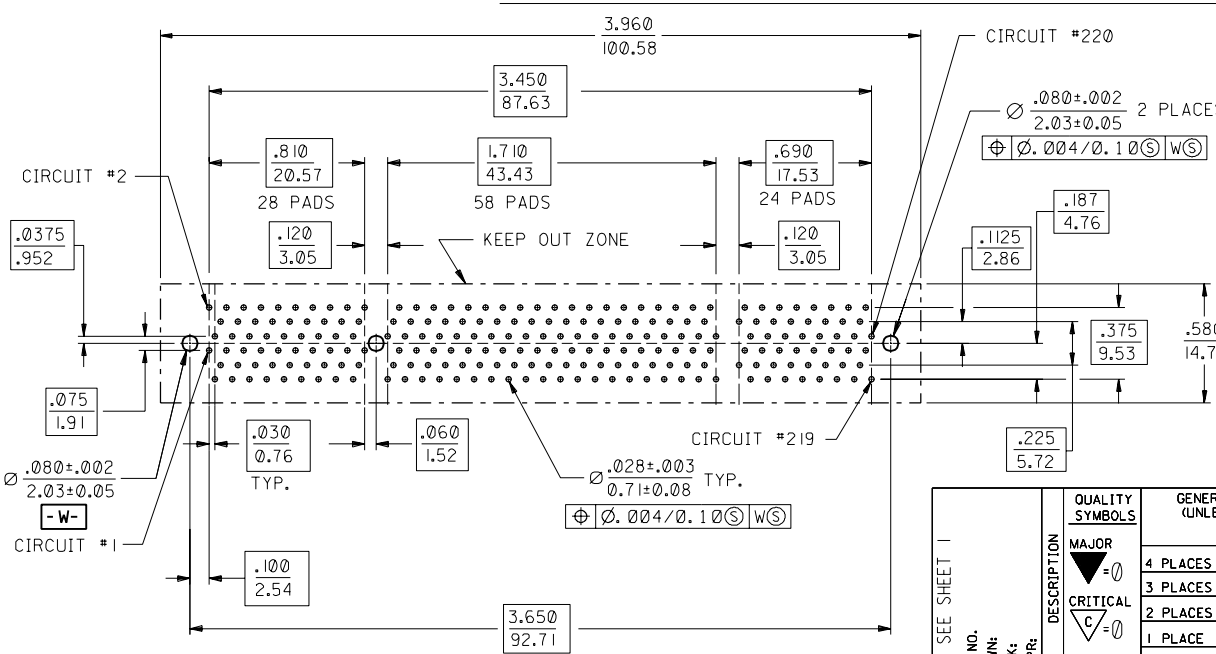 3.960
100.58
CIRCUIT #220
3.450
87.63
Ø .080±.002 2 PLACES
2.03±0.05
⌖ Ø.004/0.10Ⓢ WⓈ
.810
20.57
28 PADS
1.710
43.43
58 PADS
.690
17.53
24 PADS
CIRCUIT #2
.187
4.76
.0375
.952
.120
3.05
KEEP OUT ZONE
.120
3.05
.1125
2.86
.375
9.53
.580
14.7
.075
1.91
.030
0.76
TYP.
.060
1.52
CIRCUIT #219
.225
5.72
Ø .080±.002
2.03±0.05
-W-
CIRCUIT #1
Ø .028±.003 TYP.
0.71±0.08
⌖ Ø.004/0.10Ⓢ WⓈ
.100
2.54
3.650
92.71
SEE SHEET 1
NO.
DESCRIPTION
QUALITY
SYMBOLS
MAJOR
=0
CRITICAL
C =0
GENER
(UNLE
4 PLACES
3 PLACES
2 PLACES
1 PLACE